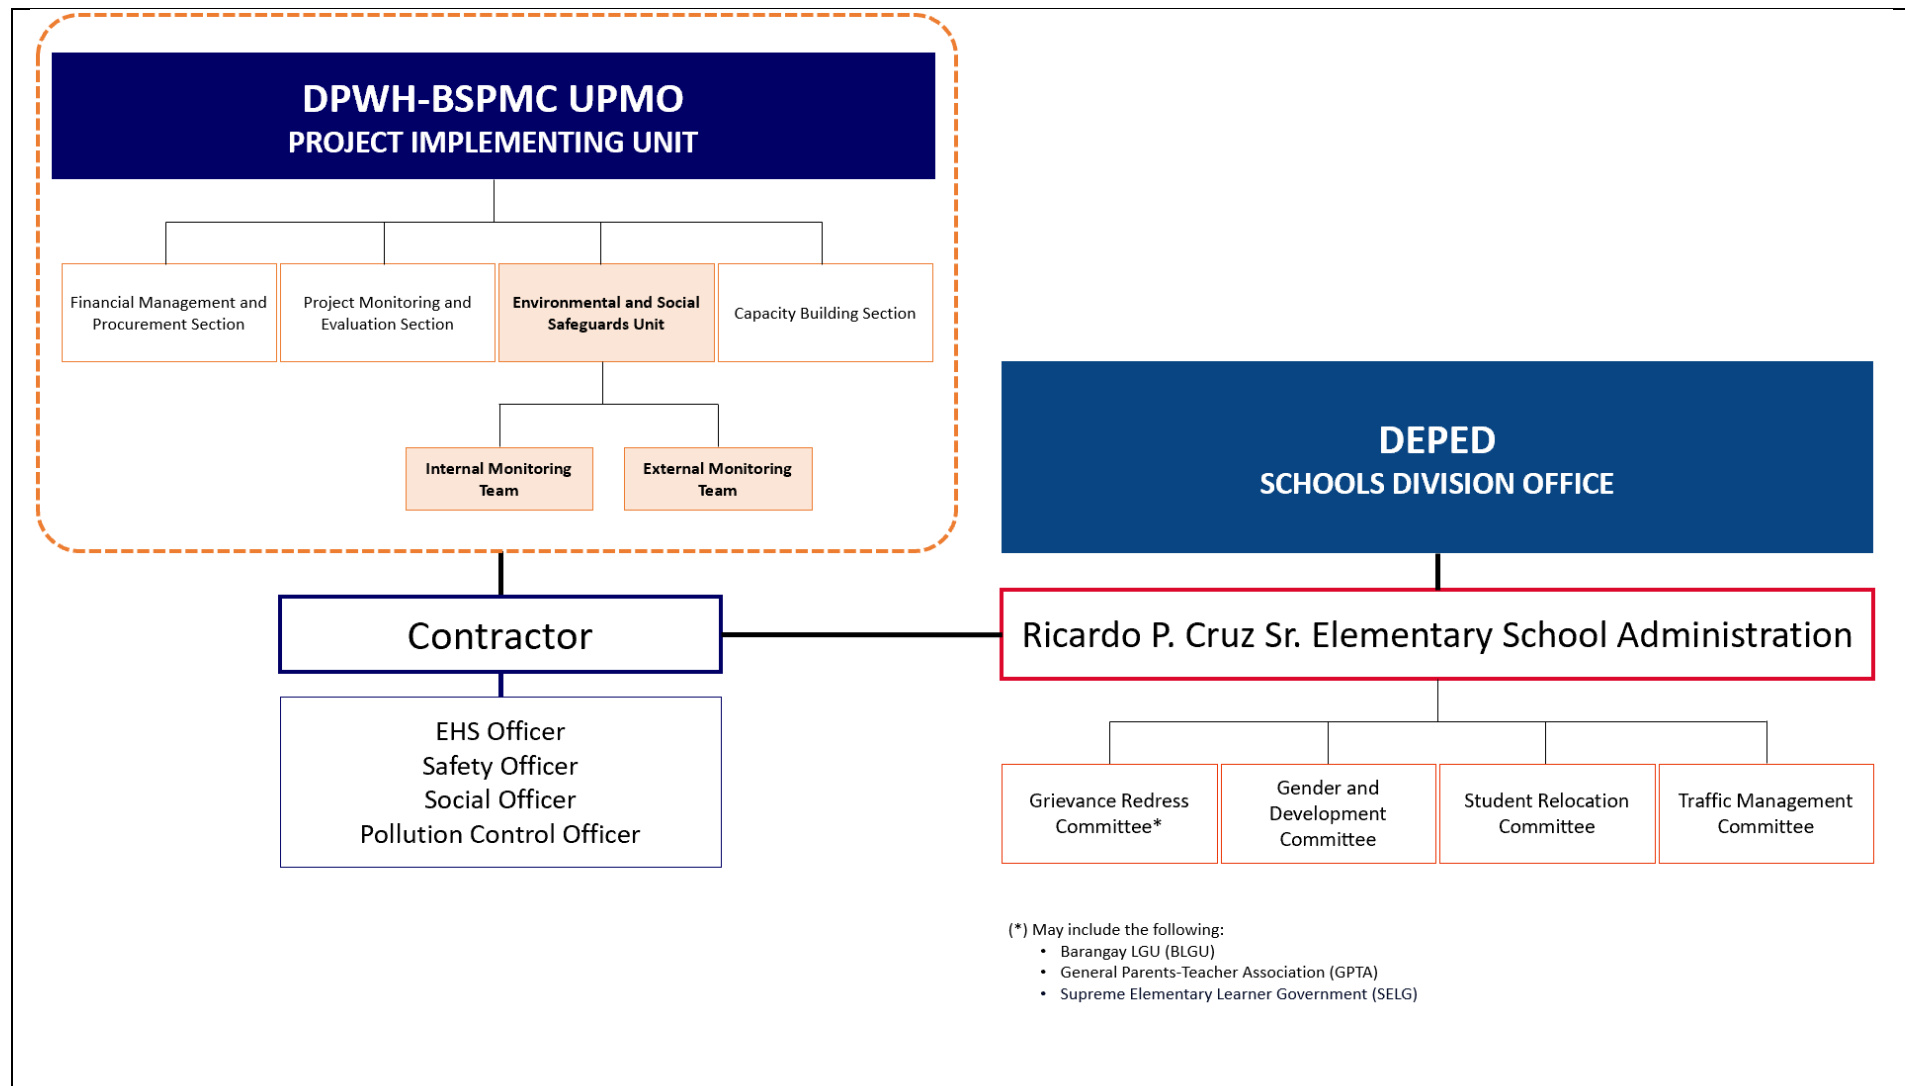 DPWH-BSPMC UPMO
PROJECT IMPLEMENTING UNIT
Financial Management and
Procurement Section
Project Monitoring and
Evaluation Section
Environmental and Social
Safeguards Unit
Capacity Building Section
Internal Monitoring
Team
External Monitoring
Team
DEPED
SCHOOLS DIVISION OFFICE
Contractor
Ricardo P. Cruz Sr. Elementary School Administration
EHS Officer
Safety Officer
Social Officer
Pollution Control Officer
Grievance Redress
Committee*
Gender and
Development
Committee
Student Relocation
Committee
Traffic Management
Committee
(*) May include the following:
• Barangay LGU (BLGU)
• General Parents-Teacher Association (GPTA)
• Supreme Elementary Learner Government (SELG)